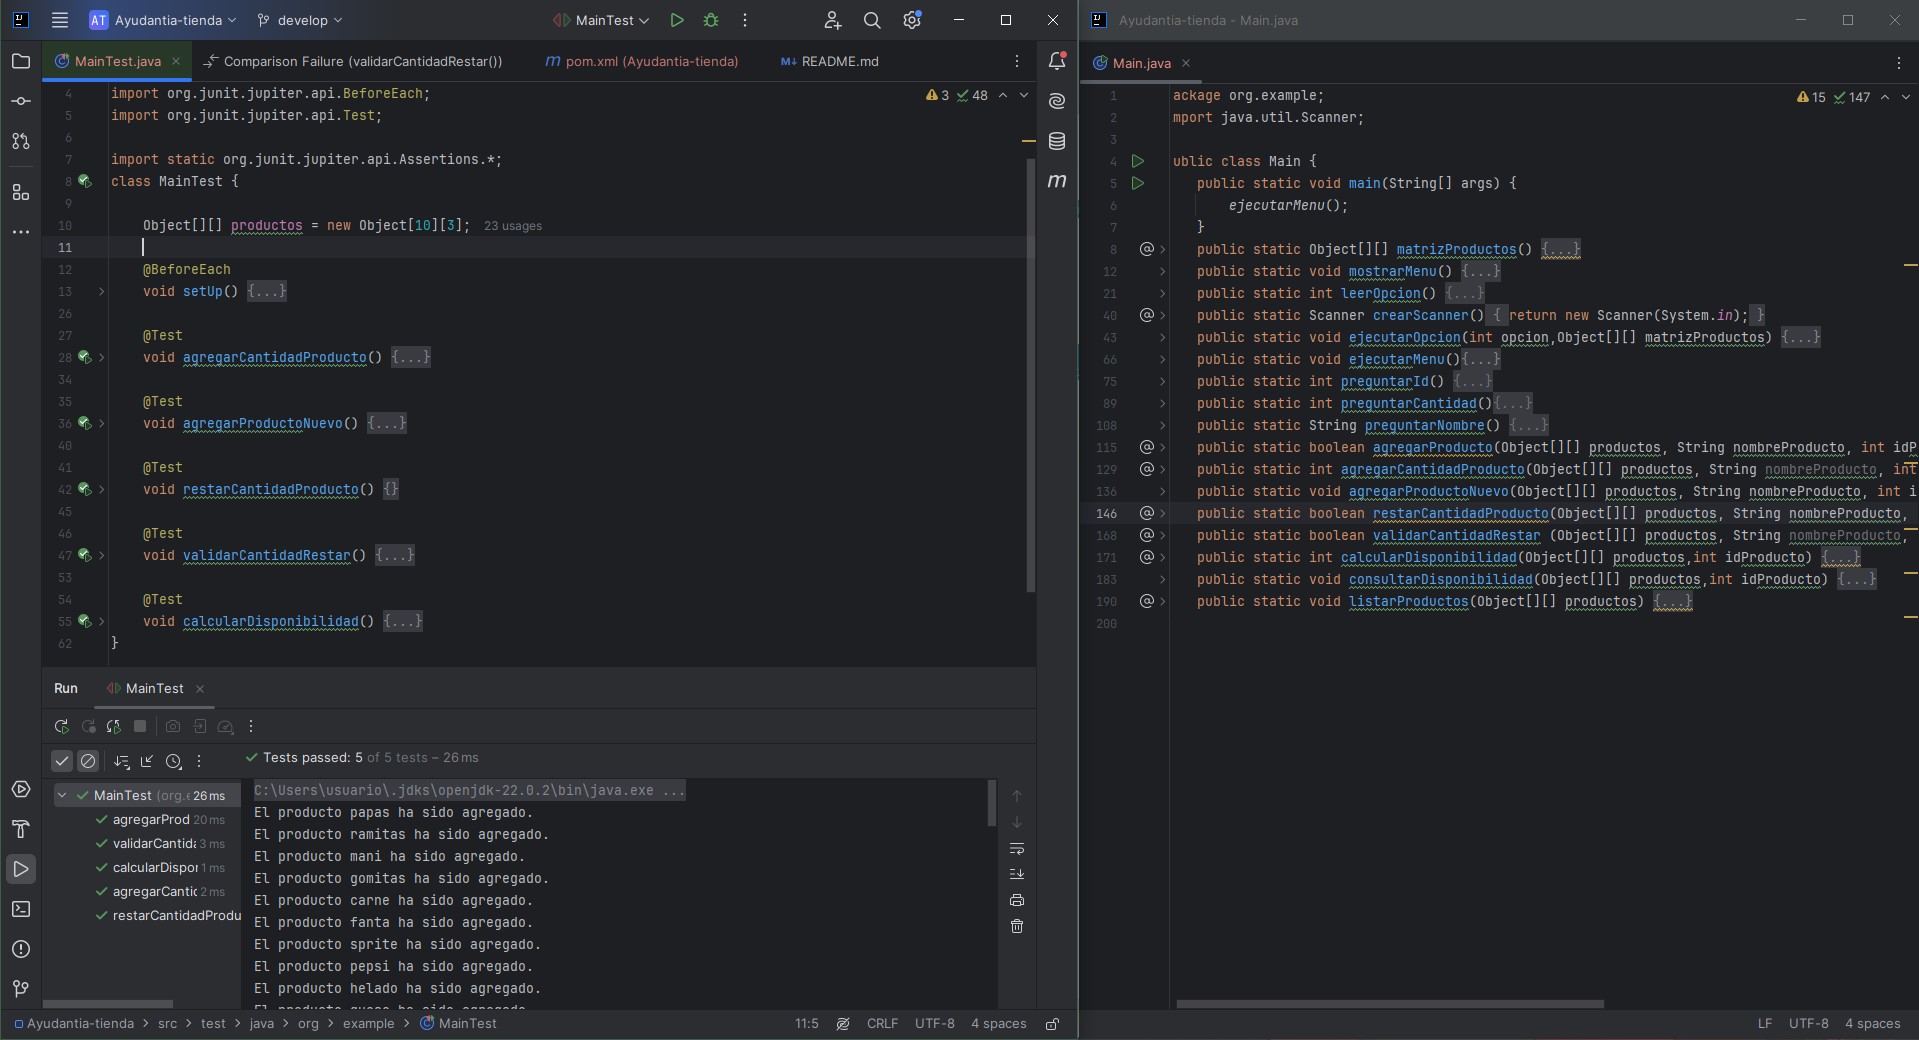 AT Ayudantia-tienda develop MainTest
MainTest.java Comparison Failure (validarCantidadRestar()) m pom.xml (Ayudantia-tienda) M↓ README.md
3 48
4 import org.junit.jupiter.api.BeforeEach;
5 import org.junit.jupiter.api.Test;
6
7 import static org.junit.jupiter.api.Assertions.*;
8 class MainTest {
9
10 Object[][] productos = new Object[10][3]; 23 usages
11
12 @BeforeEach
13 void setUp() {...}
26
27 @Test
28 void agregarCantidadProducto() {...}
34
35 @Test
36 void agregarProductoNuevo() {...}
40
41 @Test
42 void restarCantidadProducto() {}
45
46 @Test
47 void validarCantidadRestar() {...}
53
54 @Test
55 void calcularDisponibilidad() {...}
62 }
Run MainTest
Tests passed: 5 of 5 tests – 26 ms
MainTest (org.e 26 ms
agregarProd 20 ms
validarCantida 3 ms
calcularDispor 1 ms
agregarCantic 2 ms
restarCantidadProdu
C:\Users\usuario\.jdks\openjdk-22.0.2\bin\java.exe ...
El producto papas ha sido agregado.
El producto ramitas ha sido agregado.
El producto mani ha sido agregado.
El producto gomitas ha sido agregado.
El producto carne ha sido agregado.
El producto fanta ha sido agregado.
El producto sprite ha sido agregado.
El producto pepsi ha sido agregado.
El producto helado ha sido agregado.
Ayudantia-tienda > src > test > java > org > example > MainTest
11:5 CRLF UTF-8 4 spaces
Ayudantia-tienda - Main.java
Main.java
15 147
1 ackage org.example;
2 mport java.util.Scanner;
3
4 ublic class Main {
5 public static void main(String[] args) {
6 ejecutarMenu();
7 }
8 public static Object[][] matrizProductos() {...}
12 public static void mostrarMenu() {...}
21 public static int leerOpcion() {...}
40 public static Scanner crearScanner() { return new Scanner(System.in); }
43 public static void ejecutarOpcion(int opcion,Object[][] matrizProductos) {...}
66 public static void ejecutarMenu(){...}
75 public static int preguntarId() {...}
89 public static int preguntarCantidad(){...}
108 public static String preguntarNombre() {...}
115 public static boolean agregarProducto(Object[][] productos, String nombreProducto, int idP
129 public static int agregarCantidadProducto(Object[][] productos, String nombreProducto, int
136 public static void agregarProductoNuevo(Object[][] productos, String nombreProducto, int i
146 public static boolean restarCantidadProducto(Object[][] productos, String nombreProducto,
168 public static boolean validarCantidadRestar (Object[][] productos, String nombreProducto,
171 public static int calcularDisponibilidad(Object[][] productos,int idProducto) {...}
183 public static void consultarDisponibilidad(Object[][] productos,int idProducto) {...}
190 public static void listarProductos(Object[][] productos) {...}
200
LF UTF-8 4 spaces